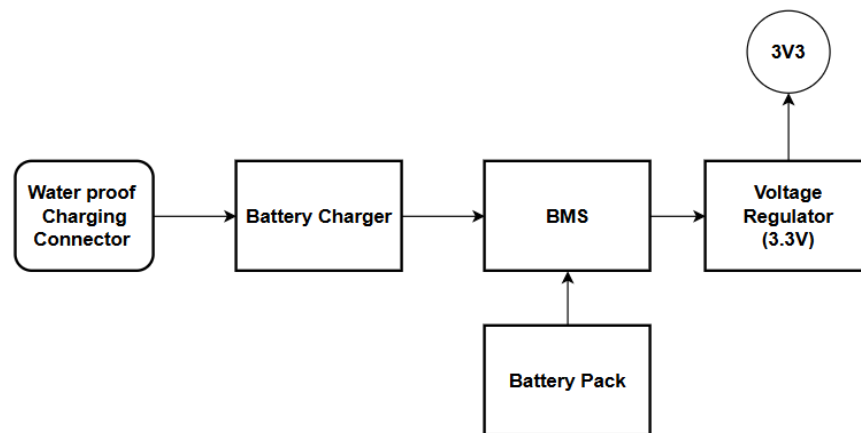 3V3
Water proof
Charging
Connector
Battery Charger
BMS
Voltage
Regulator
(3.3V)
Battery Pack